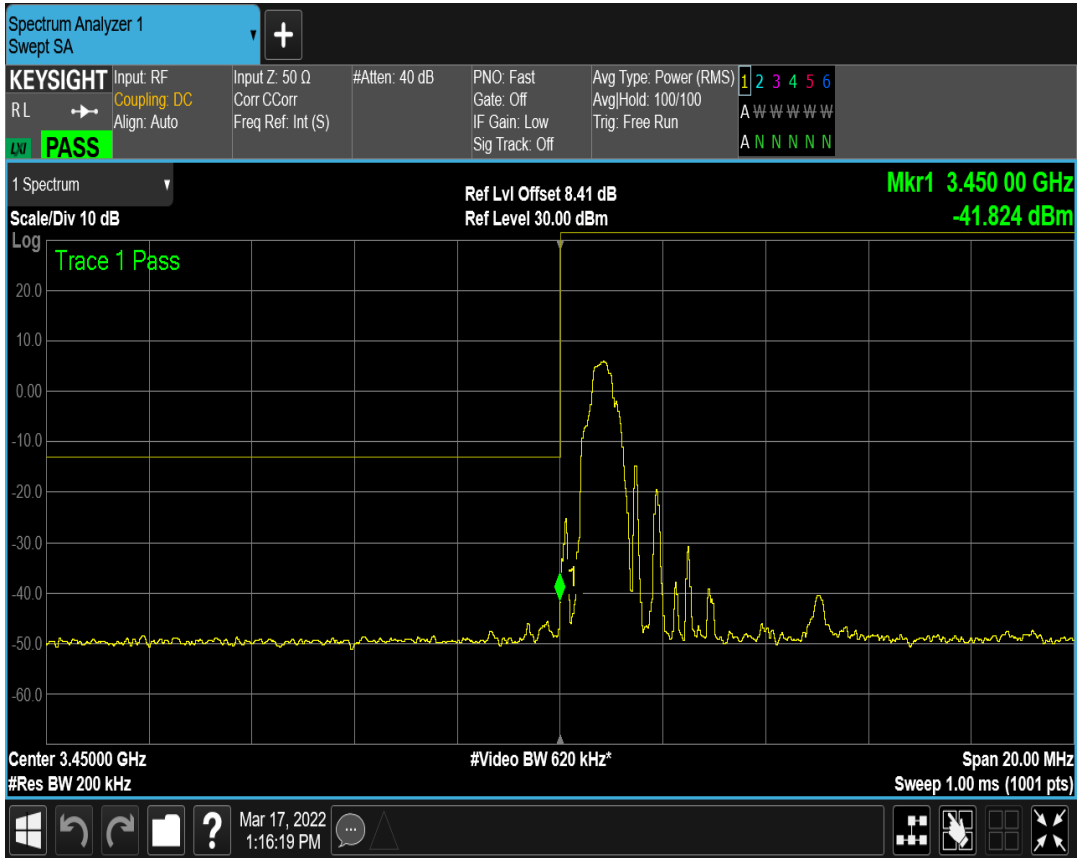 Spectrum Analyzer 1
Swept SA
+
KEYSIGHT
RL
LXI PASS
Input: RF
Coupling: DC
Align: Auto
Input Z: 50 Ω
Corr CCorr
Freq Ref: Int (S)
#Atten: 40 dB
PNO: Fast
Gate: Off
IF Gain: Low
Sig Track: Off
Avg Type: Power (RMS)
Avg|Hold: 100/100
Trig: Free Run
1 2 3 4 5 6
A W W W W W
A N N N N N
1 Spectrum
Scale/Div 10 dB
Ref Lvl Offset 8.41 dB
Ref Level 30.00 dBm
Mkr1 3.450 00 GHz
-41.824 dBm
Log
Trace 1 Pass
20.0
10.0
0.00
-10.0
-20.0
-30.0
-40.0
-50.0
-60.0
1
Center 3.45000 GHz
#Video BW 620 kHz*
Span 20.00 MHz
#Res BW 200 kHz
Sweep 1.00 ms (1001 pts)
?
Mar 17, 2022
1:16:19 PM